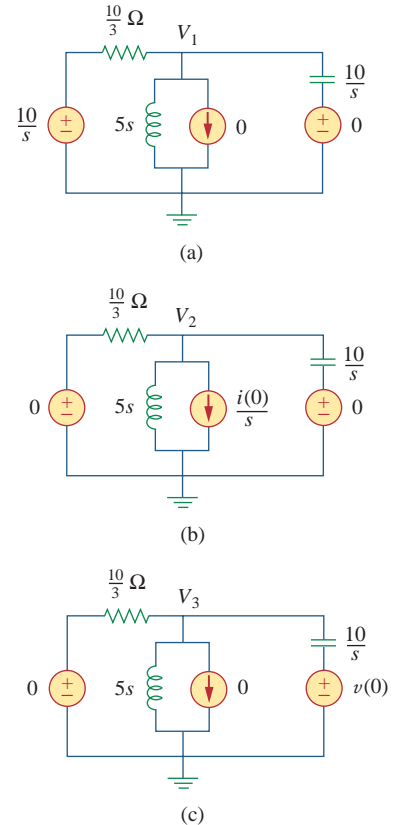 10/3 Ω
V₁
10/s
+
−
5s
0
10/s
+
−
0
(a)
10/3 Ω
V₂
0
+
−
5s
i(0)/s
10/s
+
−
0
(b)
10/3 Ω
V₃
0
+
−
5s
0
10/s
+
−
v(0)
(c)